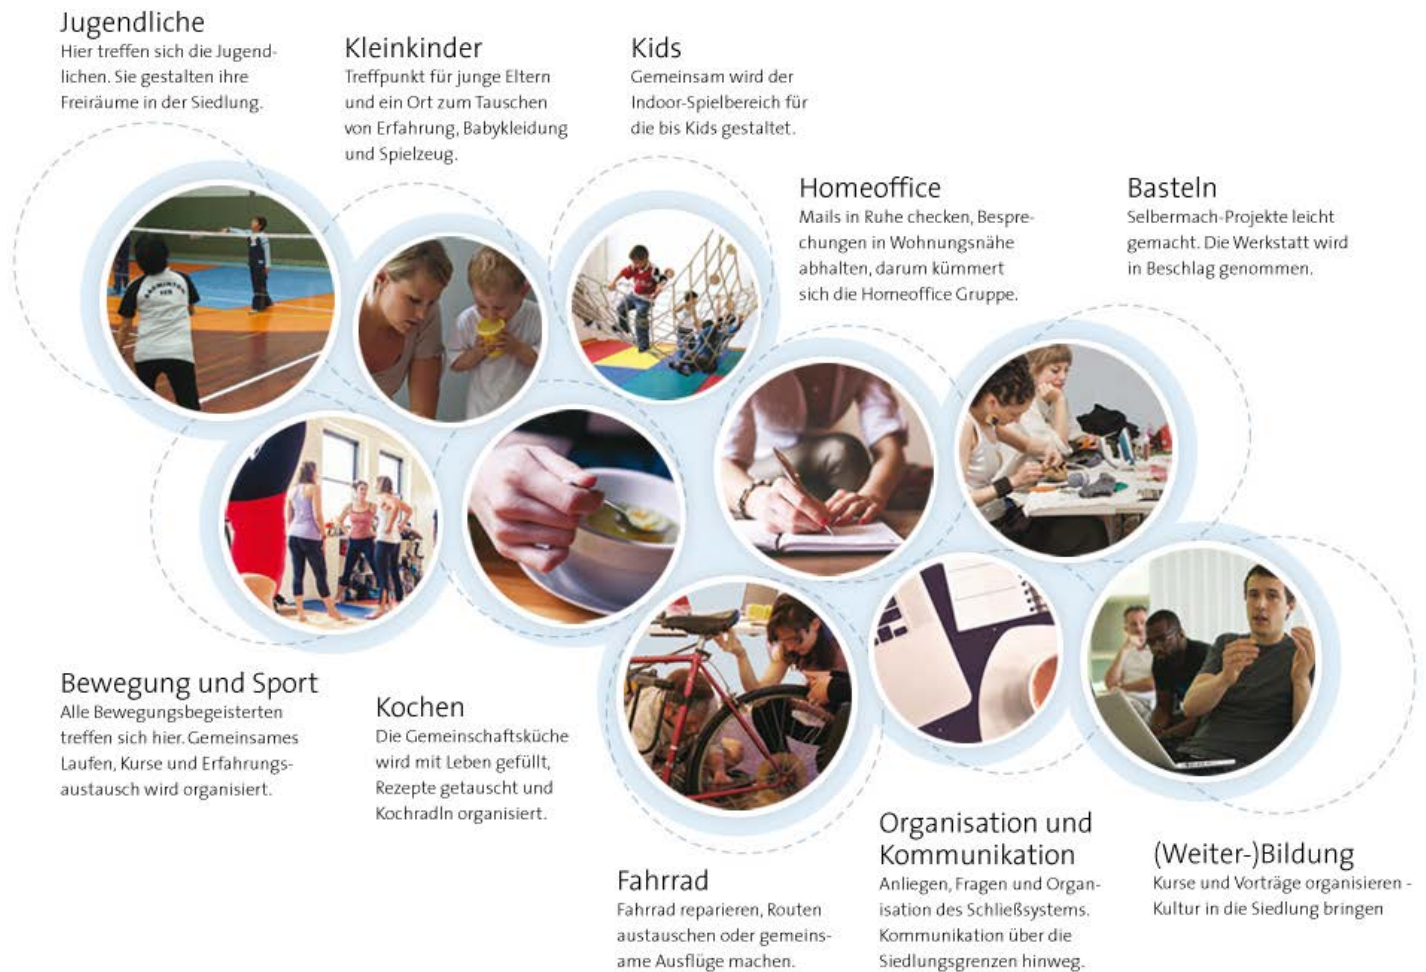 Jugendliche
Hier treffen sich die Jugend-
lichen. Sie gestalten ihre
Freiräume in der Siedlung.
Kleinkinder
Treffpunkt für junge Eltern
und ein Ort zum Tauschen
von Erfahrung, Babykleidung
und Spielzeug.
Kids
Gemeinsam wird der
Indoor-Spielbereich für
die bis Kids gestaltet.
Homeoffice
Mails in Ruhe checken, Bespre-
chungen in Wohnungsnähe
abhalten, darum kümmert
sich die Homeoffice Gruppe.
Basteln
Selbermach-Projekte leicht
gemacht. Die Werkstatt wird
in Beschlag genommen.
Bewegung und Sport
Alle Bewegungsbegeisterten
treffen sich hier. Gemeinsames
Laufen, Kurse und Erfahrungs-
austausch wird organisiert.
Kochen
Die Gemeinschaftsküche
wird mit Leben gefüllt,
Rezepte getauscht und
Kochradln organisiert.
Fahrrad
Fahrrad reparieren, Routen
austauschen oder gemeins-
ame Ausflüge machen.
Organisation und
Kommunikation
Anliegen, Fragen und Organ-
isation des Schließsystems.
Kommunikation über die
Siedlungsgrenzen hinweg.
(Weiter-)Bildung
Kurse und Vorträge organisieren -
Kultur in die Siedlung bringen